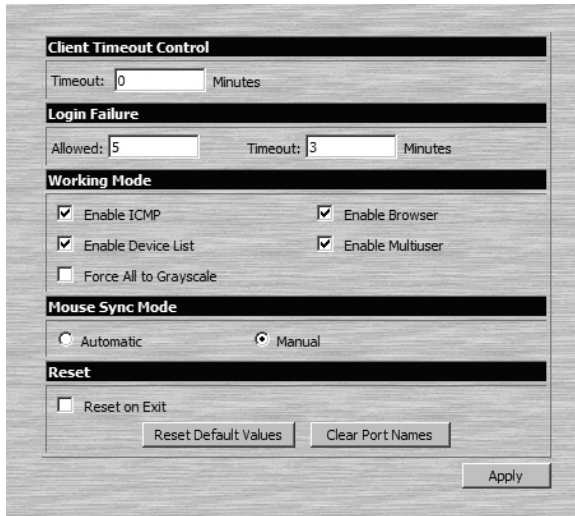 Client Timeout Control
Timeout: 0 Minutes
Login Failure
Allowed: 5 Timeout: 3 Minutes
Working Mode
Enable ICMP Enable Browser
Enable Device List Enable Multiuser
Force All to Grayscale
Mouse Sync Mode
Automatic Manual
Reset
Reset on Exit
Reset Default Values Clear Port Names
Apply